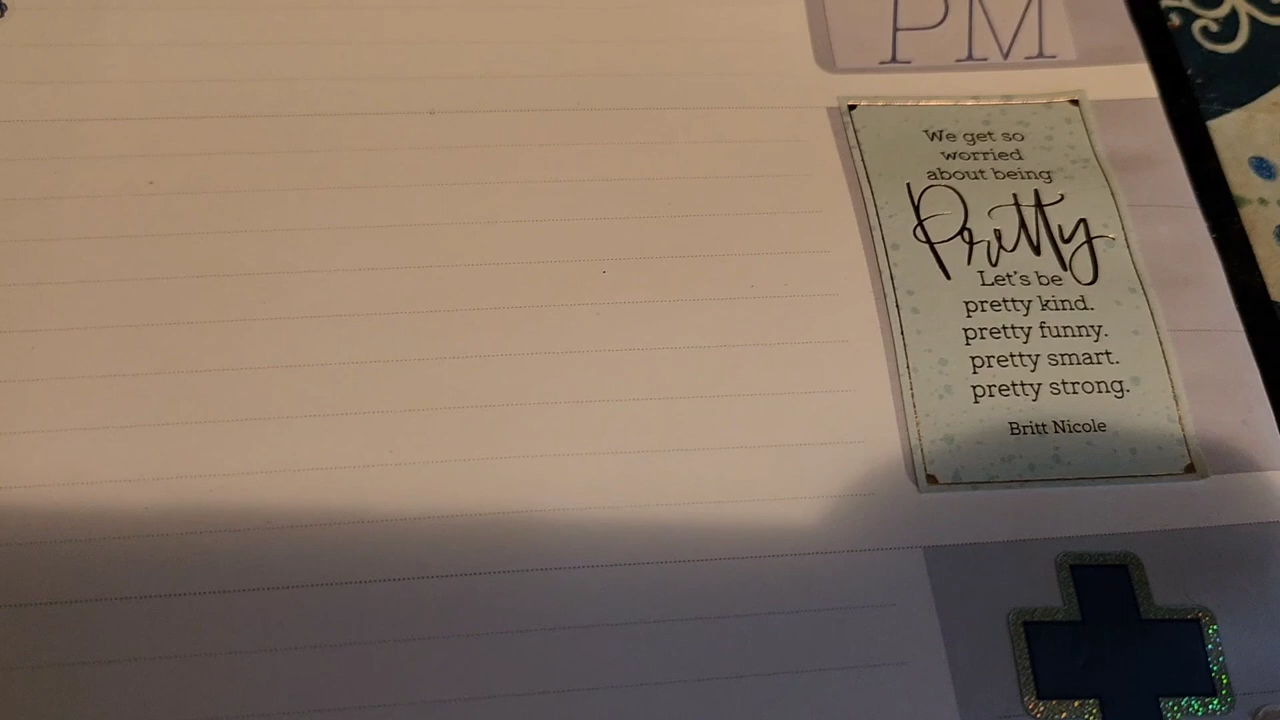 PM
We get so
worried
about being
Pretty
Let's be
pretty kind.
pretty funny.
pretty smart.
pretty strong.
Britt Nicole